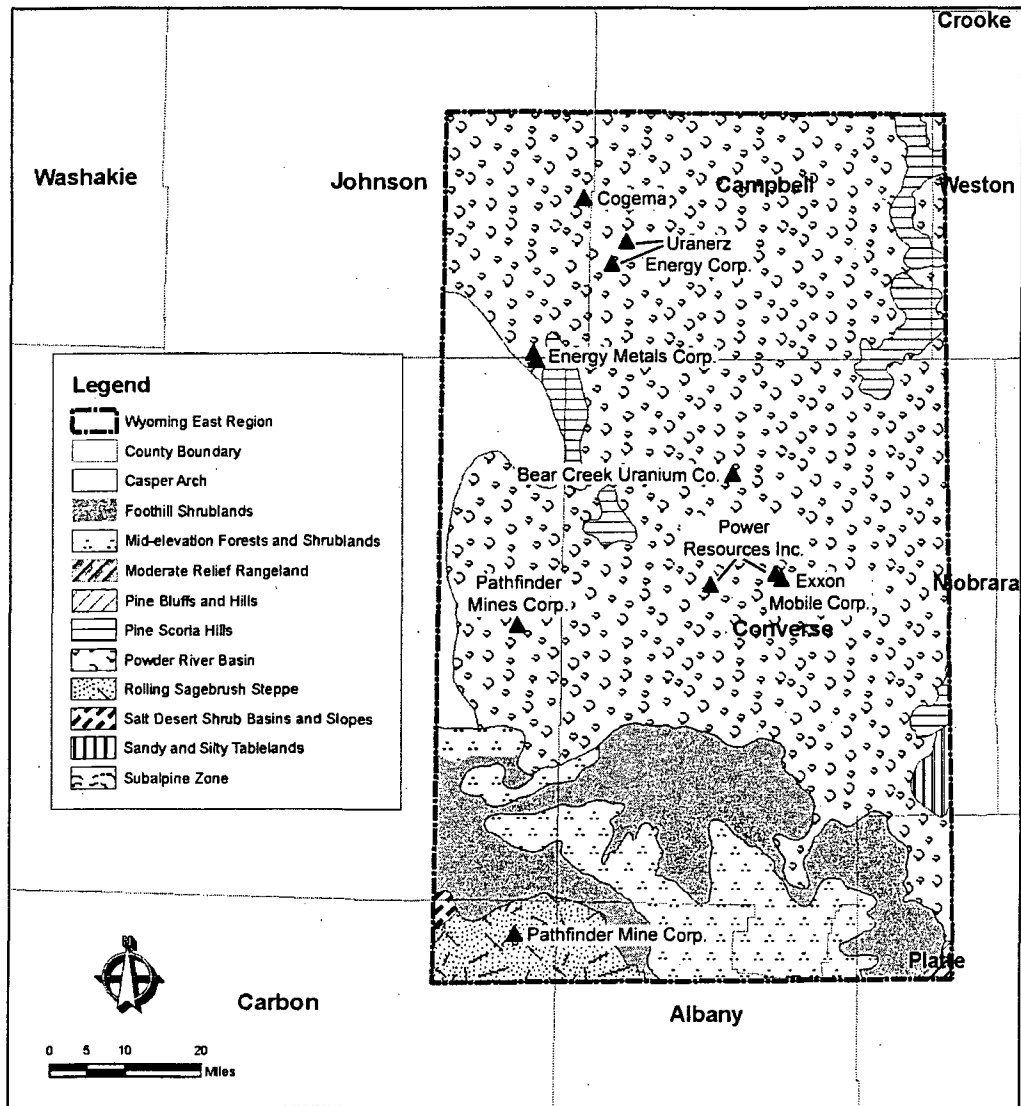 Crooke
Washakie
Johnson
Campbell
Weston
Cogema
Uranerz
Energy Corp.
Energy Metals Corp.
Legend
Wyoming East Region
County Boundary
Casper Arch
Foothill Shrublands
Mid-elevation Forests and Shrublands
Moderate Relief Rangeland
Pine Bluffs and Hills
Pine Scoria Hills
Powder River Basin
Rolling Sagebrush Steppe
Salt Desert Shrub Basins and Slopes
Sandy and Silty Tablelands
Subalpine Zone
Bear Creek Uranium Co.
Power
Resources Inc.
Exxon
Mobile Corp.
Pathfinder
Mines Corp.
Niobrara
Converse
Pathfinder Mine Corp.
Platte
Carbon
Albany
N
0 5 10 20
Miles